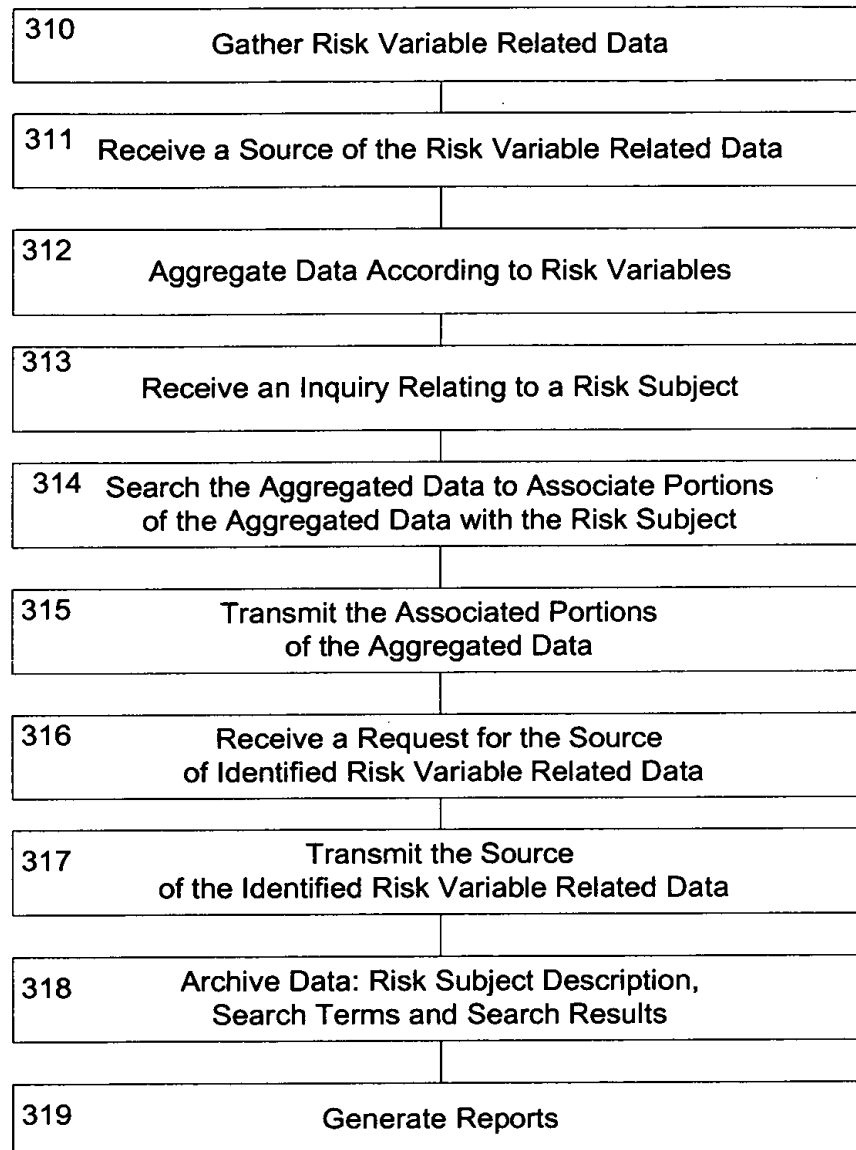 310
Gather Risk Variable Related Data
311
Receive a Source of the Risk Variable Related Data
312
Aggregate Data According to Risk Variables
313
Receive an Inquiry Relating to a Risk Subject
314
Search the Aggregated Data to Associate Portions
of the Aggregated Data with the Risk Subject
315
Transmit the Associated Portions
of the Aggregated Data
316
Receive a Request for the Source
of Identified Risk Variable Related Data
317
Transmit the Source
of the Identified Risk Variable Related Data
318
Archive Data: Risk Subject Description,
Search Terms and Search Results
319
Generate Reports